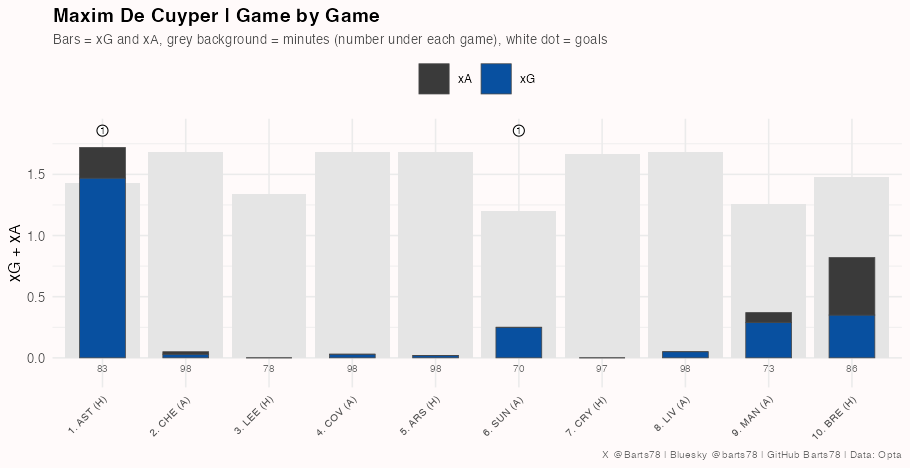 Maxim De Cuyper | Game by Game
Bars = xG and xA, grey background = minutes (number under each game), white dot = goals
xA xG
1 1
xG + xA
1.5
1.0
0.5
0.0
83 98 78 98 98 70 97 98 73 86
1. AST (H) 2. CHE (A) 3. LEE (H) 4. COV (A) 5. ARS (H) 6. SUN (A) 7. CRY (H) 8. LIV (A) 9. MAN (A) 10. BRE (H)
X @Barts78 | Bluesky @barts78 | GitHub Barts78 | Data: Opta